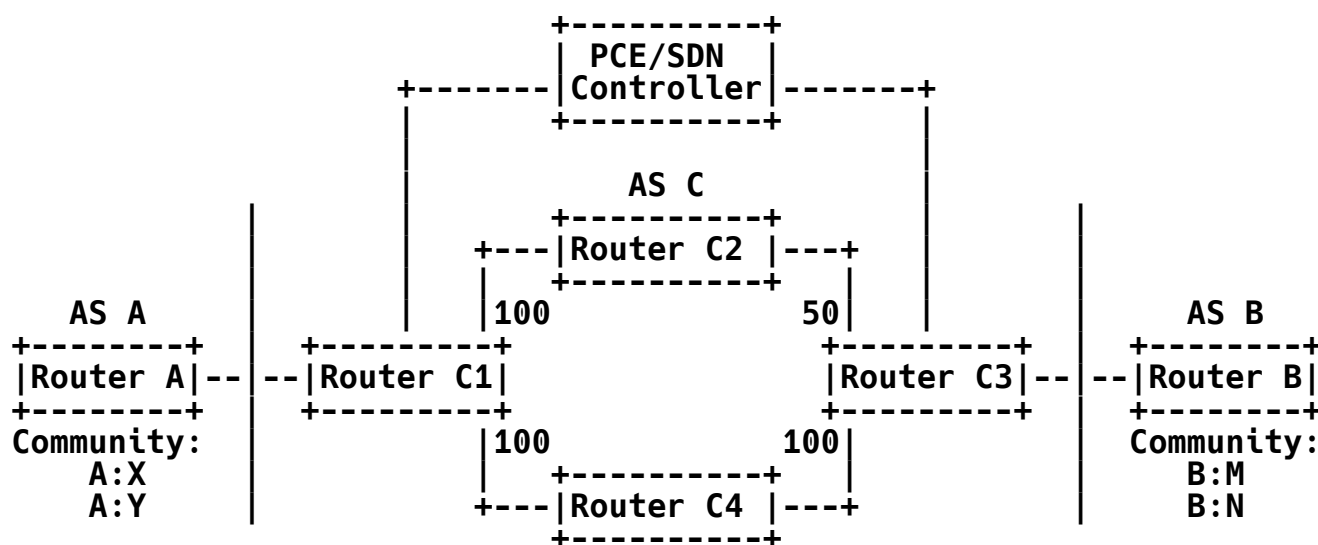 PCE/SDN
Controller
AS C
Router C2
100 50
AS A AS B
Router A Router C1 Router C3 Router B
Community: 100 100 Community:
A:X B:M
A:Y Router C4 B:N